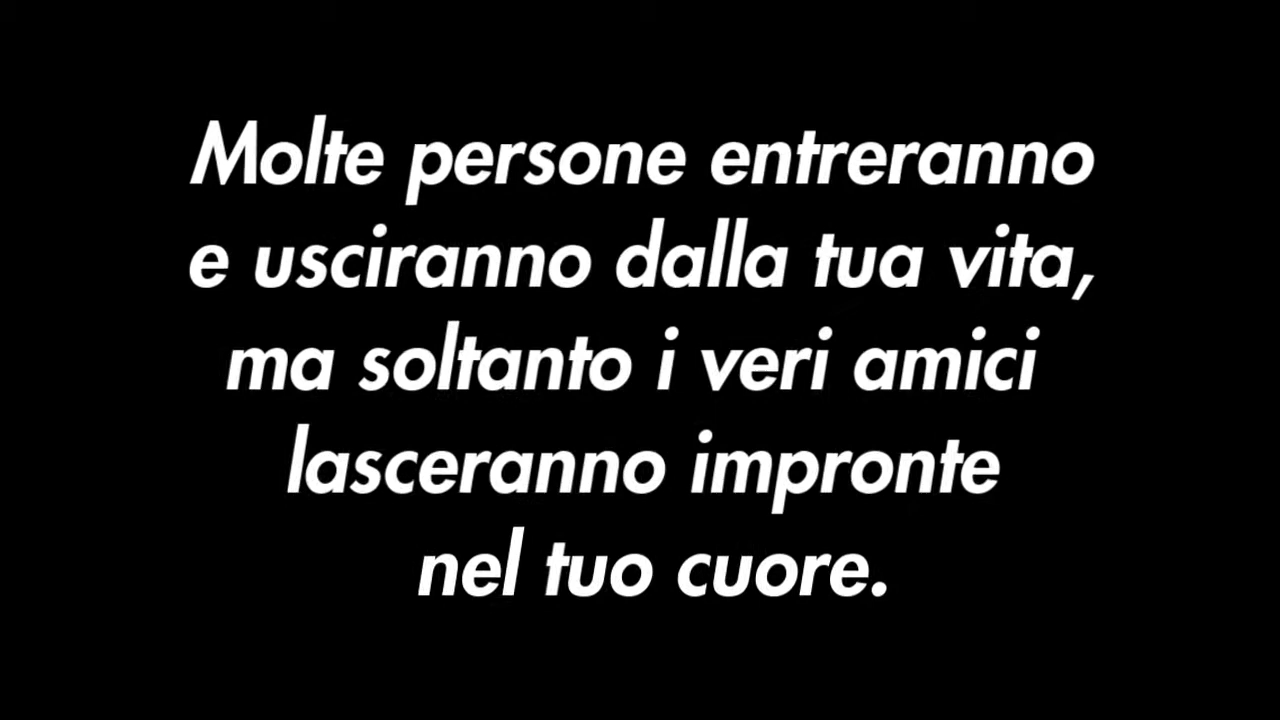 Molte persone entreranno
e usciranno dalla tua vita,
ma soltanto i veri amici
lasceranno impronte
nel tuo cuore.